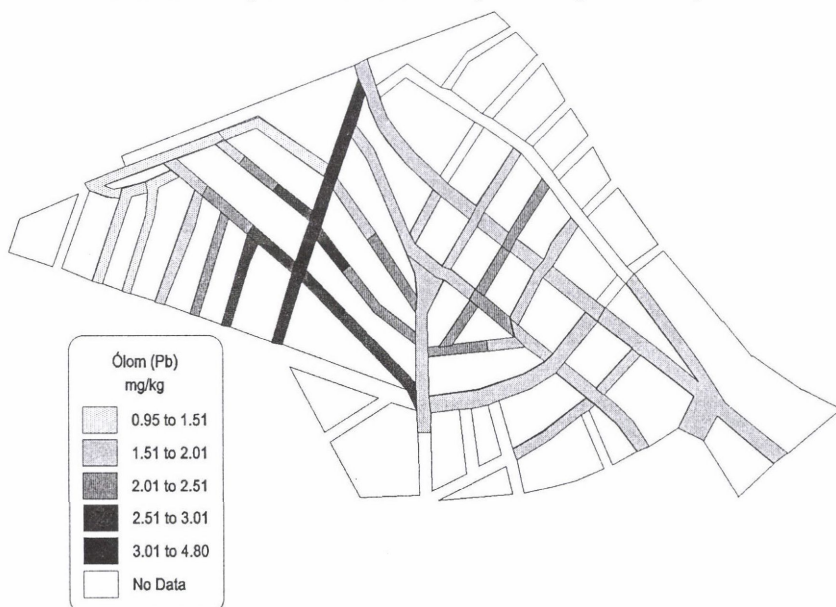 Ólom (Pb)
mg/kg
0.95 to 1.51
1.51 to 2.01
2.01 to 2.51
2.51 to 3.01
3.01 to 4.80
No Data